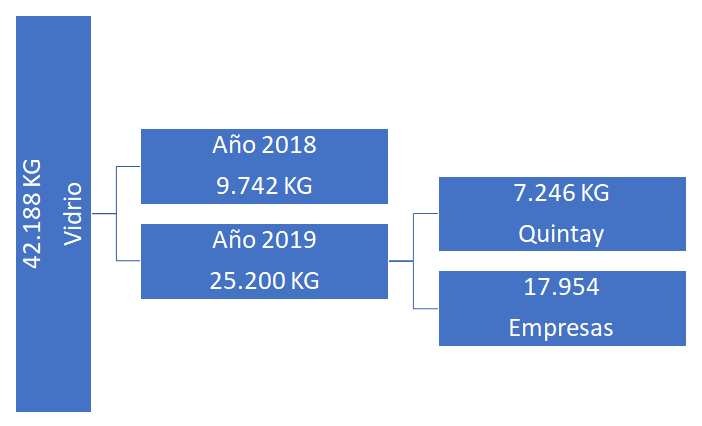 42.188 KG
Vidrio
Año 2018
9.742 KG
Año 2019
25.200 KG
7.246 KG
Quintay
17.954
Empresas